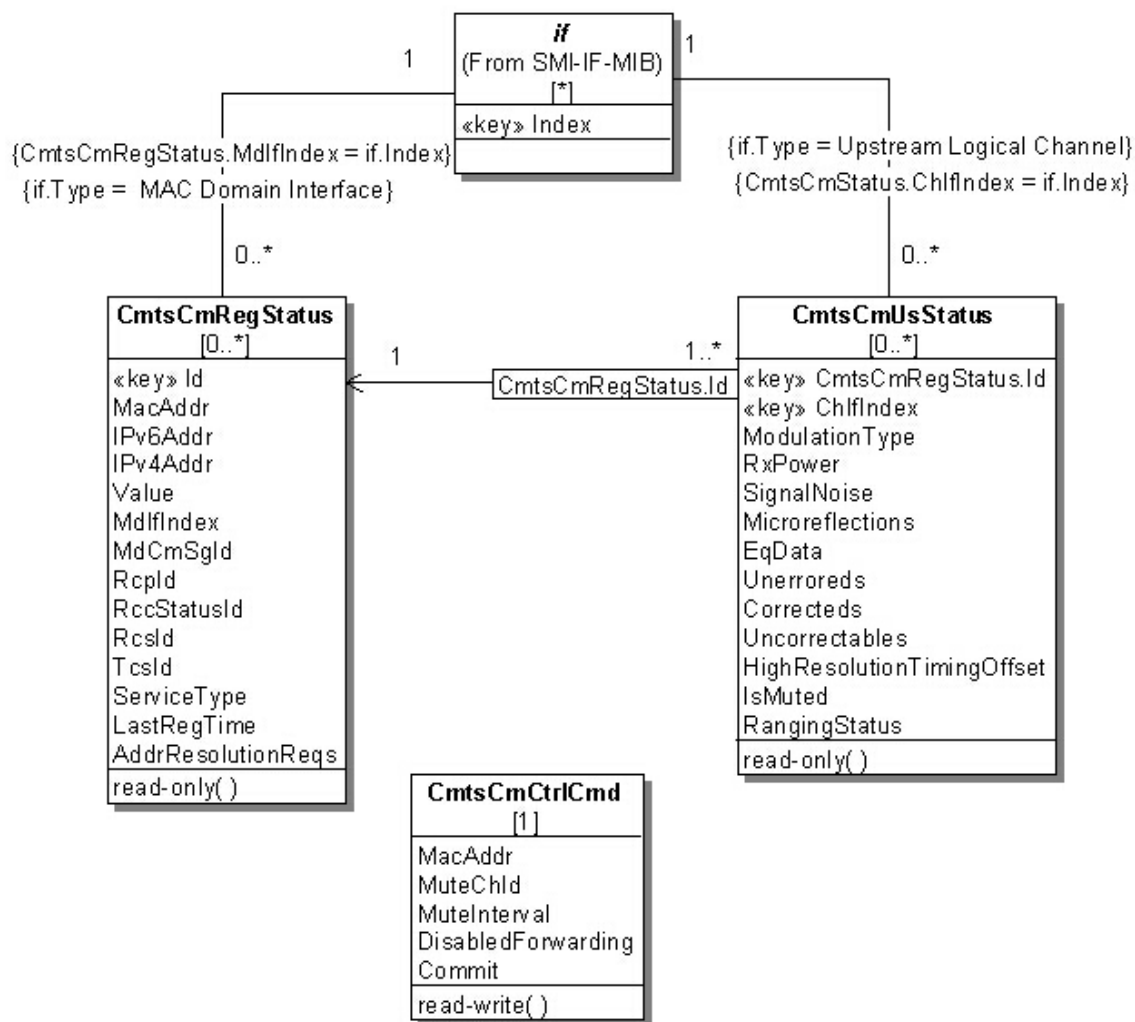 if
(From SMI-IF-MIB)
[*]
«key» Index
1
1
{CmtsCmRegStatus.MdIfIndex = if.Index}
{if.Type = MAC Domain Interface}
{if.Type = Upstream Logical Channel}
{CmtsCmStatus.ChIfIndex = if.Index}
0..*
0..*
CmtsCmRegStatus
[0..*]
«key» Id
MacAddr
IPv6Addr
IPv4Addr
Value
MdIfIndex
MdCmSgId
RcpId
RccStatusId
RcsId
TcsId
ServiceType
LastRegTime
AddrResolutionReqs
read-only( )
1
1..*
CmtsCmRegStatus.Id
CmtsCmUsStatus
[0..*]
«key» CmtsCmRegStatus.Id
«key» ChIfIndex
ModulationType
RxPower
SignalNoise
Microreflections
EqData
Unerroreds
Correcteds
Uncorrectables
HighResolutionTimingOffset
IsMuted
RangingStatus
read-only( )
CmtsCmCtrlCmd
[1]
MacAddr
MuteChId
MuteInterval
DisabledForwarding
Commit
read-write( )